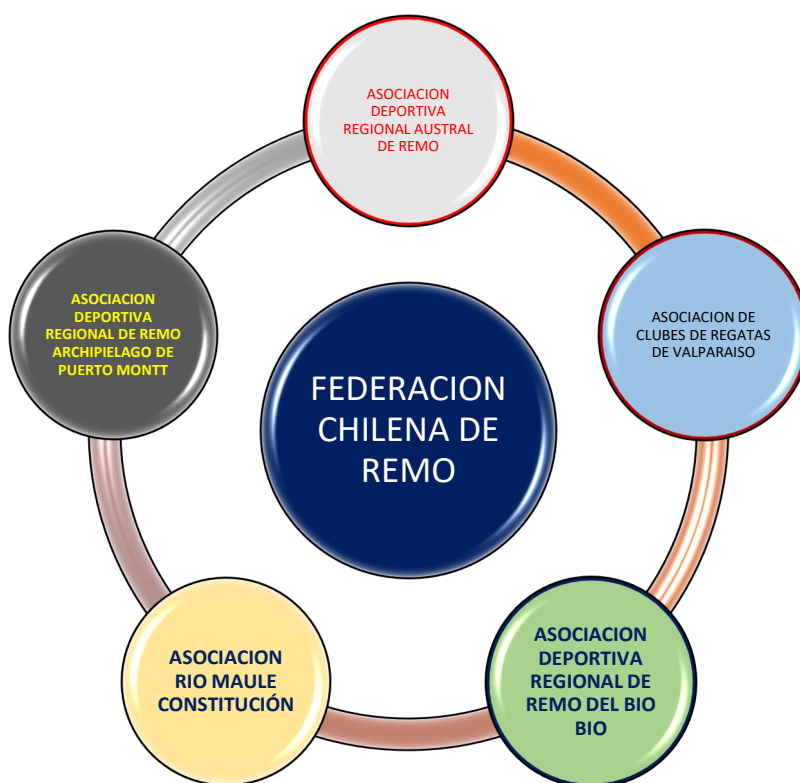 ASOCIACION
DEPORTIVA
REGIONAL AUSTRAL
DE REMO
ASOCIACION DE
CLUBES DE REGATAS
DE VALPARAISO
ASOCIACION
DEPORTIVA
REGIONAL DE
REMO DEL BIO
BIO
ASOCIACION
RIO MAULE
CONSTITUCIÓN
ASOCIACION
DEPORTIVA
REGIONAL DE REMO
ARCHIPIELAGO DE
PUERTO MONTT
FEDERACION
CHILENA DE
REMO